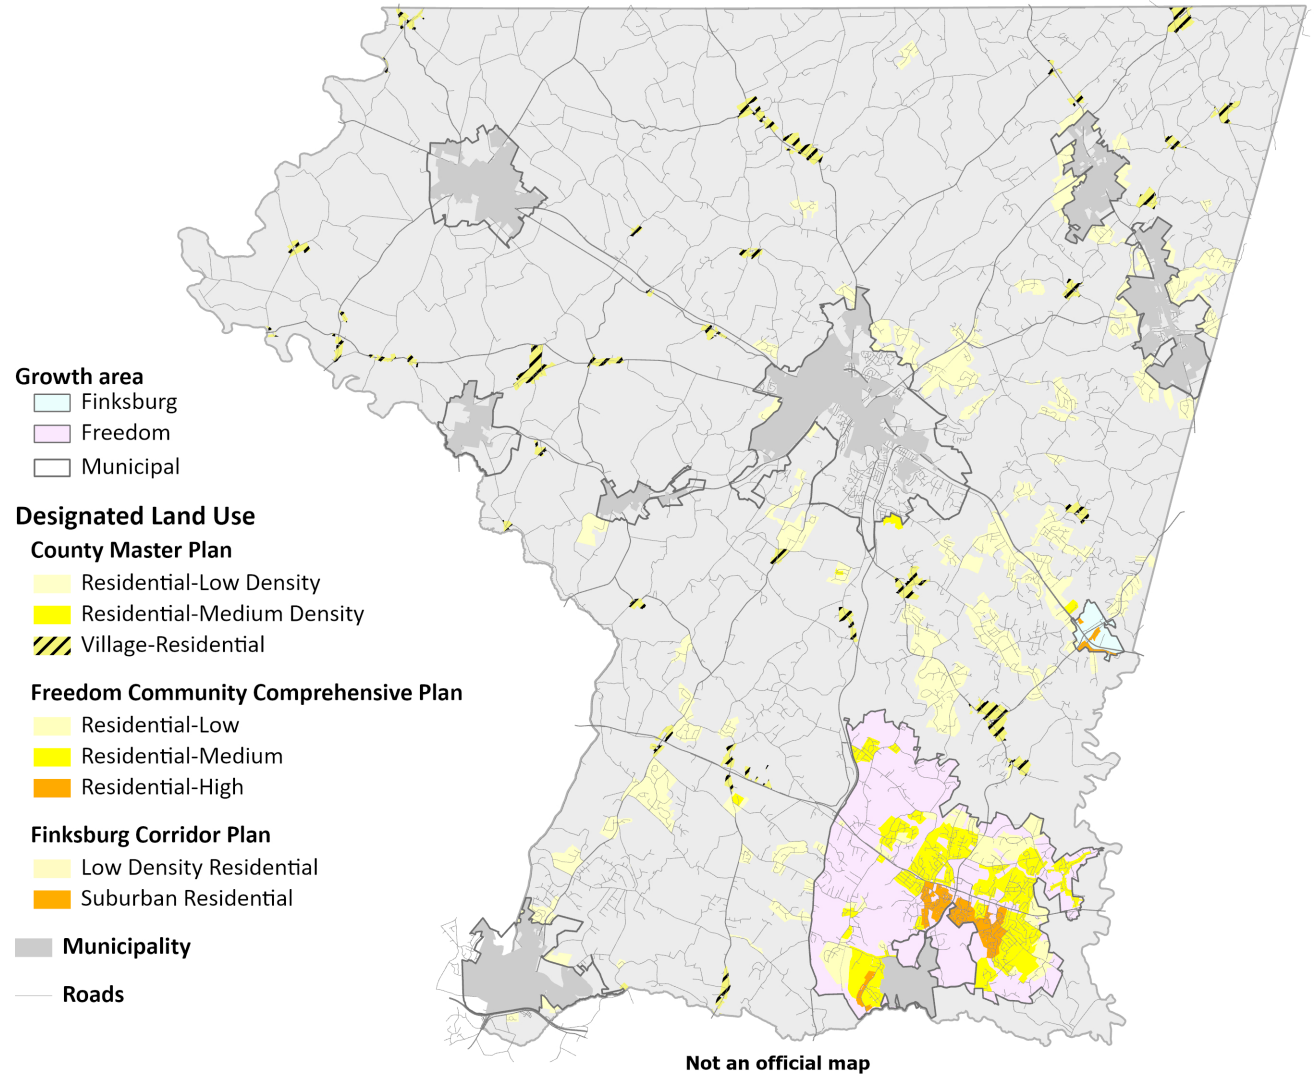 Growth area
Finksburg
Freedom
Municipal
Designated Land Use
County Master Plan
Residential-Low Density
Residential-Medium Density
Village-Residential
Freedom Community Comprehensive Plan
Residential-Low
Residential-Medium
Residential-High
Finksburg Corridor Plan
Low Density Residential
Suburban Residential
Municipality
Roads
Not an official map